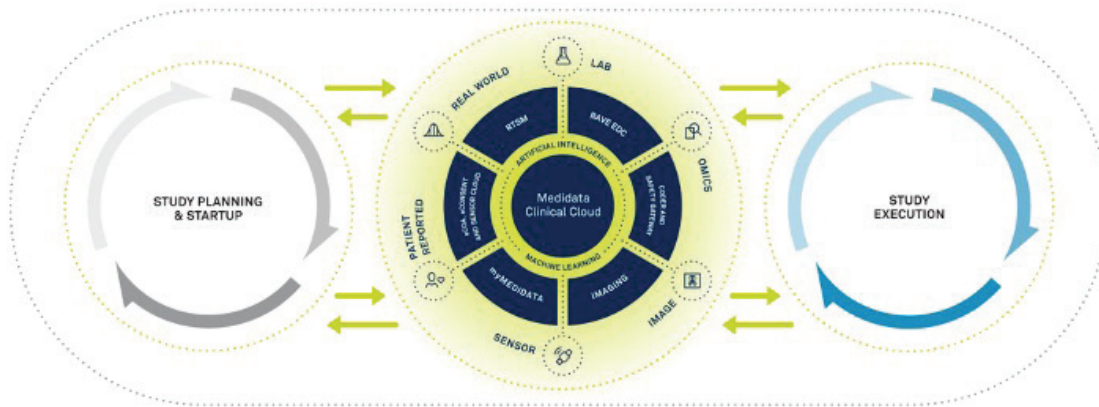 STUDY PLANNING
& STARTUP
REAL WORLD
LAB
OMICS
IMAGE
SENSOR
PATIENT
REPORTED
RTSM
RAVE EDC
CODER AND
SAFETY GATEWAY
IMAGING
myMEDIDATA
eCOA, eCONSENT
AND SENSOR CLOUD
ARTIFICIAL INTELLIGENCE
Medidata
Clinical Cloud
MACHINE LEARNING
STUDY
EXECUTION